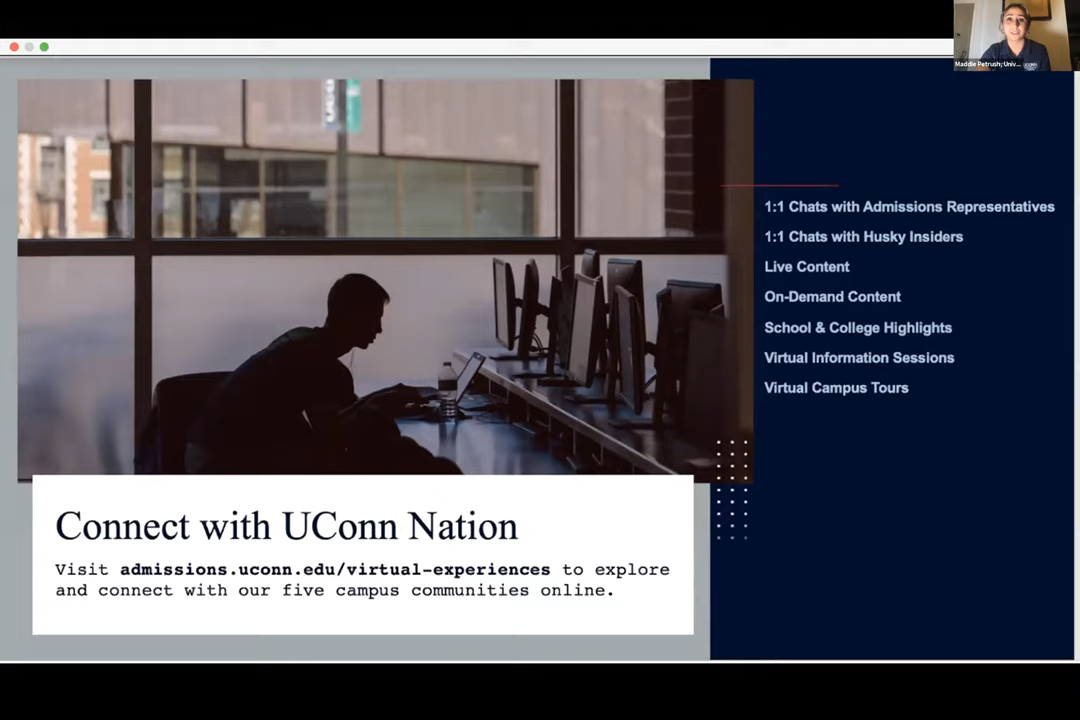 Maddie Petrush, Univ...
1:1 Chats with Admissions Representatives
1:1 Chats with Husky Insiders
Live Content
On-Demand Content
School & College Highlights
Virtual Information Sessions
Virtual Campus Tours
Connect with UConn Nation
Visit admissions.uconn.edu/virtual-experiences to explore
and connect with our five campus communities online.